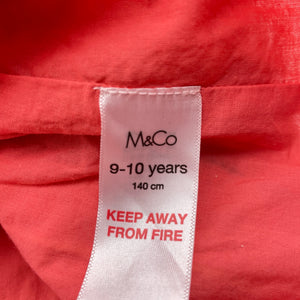 M&Co
9-10 years
140 cm
KEEP AWAY
FROM FIRE